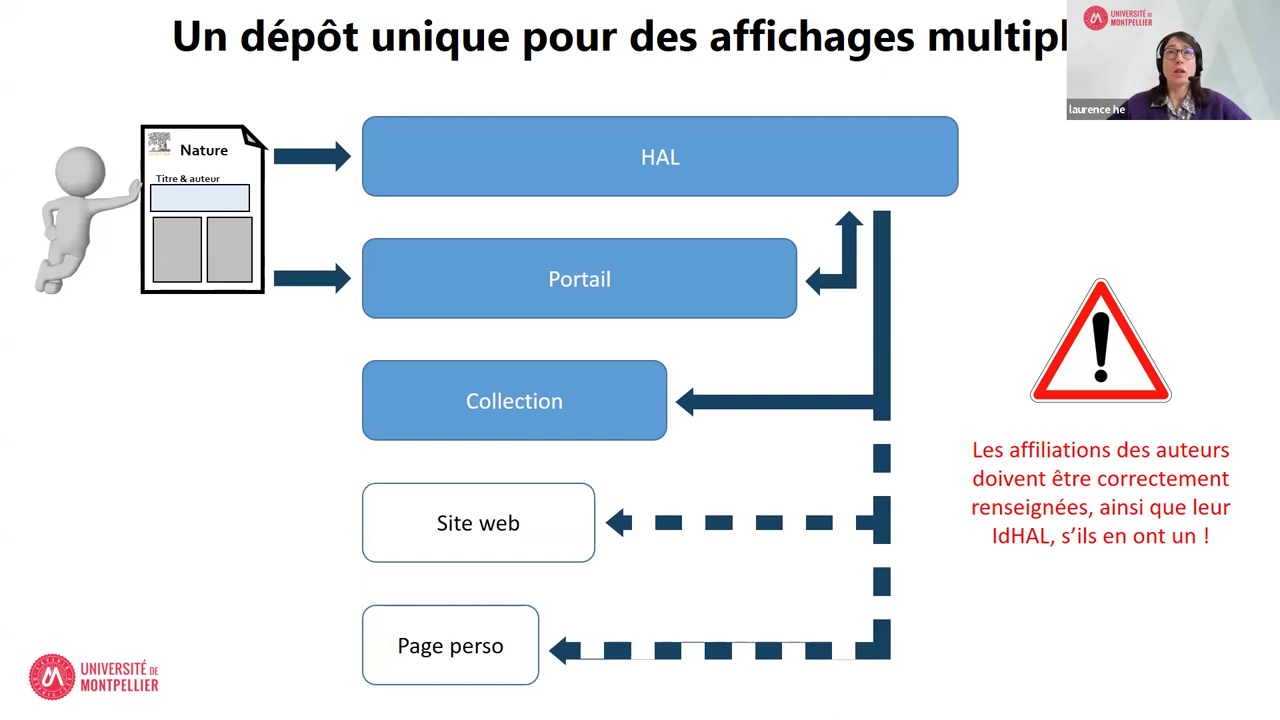 Un dépôt unique pour des affichages multipl
UNIVERSITÉ DE
MONTPELLIER
laurence he
Nature
Titre & auteur
HAL
Portail
Collection
Site web
Page perso
Les affiliations des auteurs
doivent être correctement
renseignées, ainsi que leur
IdHAL, s’ils en ont un !
UNIVERSITÉ DE
MONTPELLIER